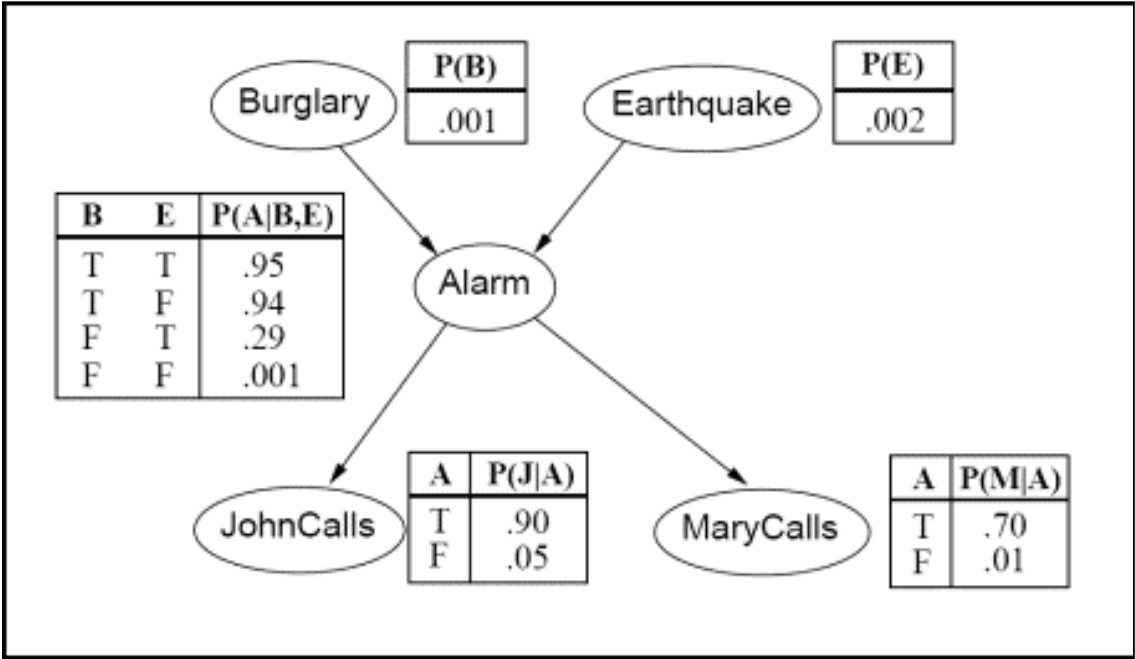 Burglary
P(B)
.001
Earthquake
P(E)
.002
B E P(A|B,E)
T T .95
T F .94
F T .29
F F .001
Alarm
JohnCalls
A P(J|A)
T .90
F .05
MaryCalls
A P(M|A)
T .70
F .01